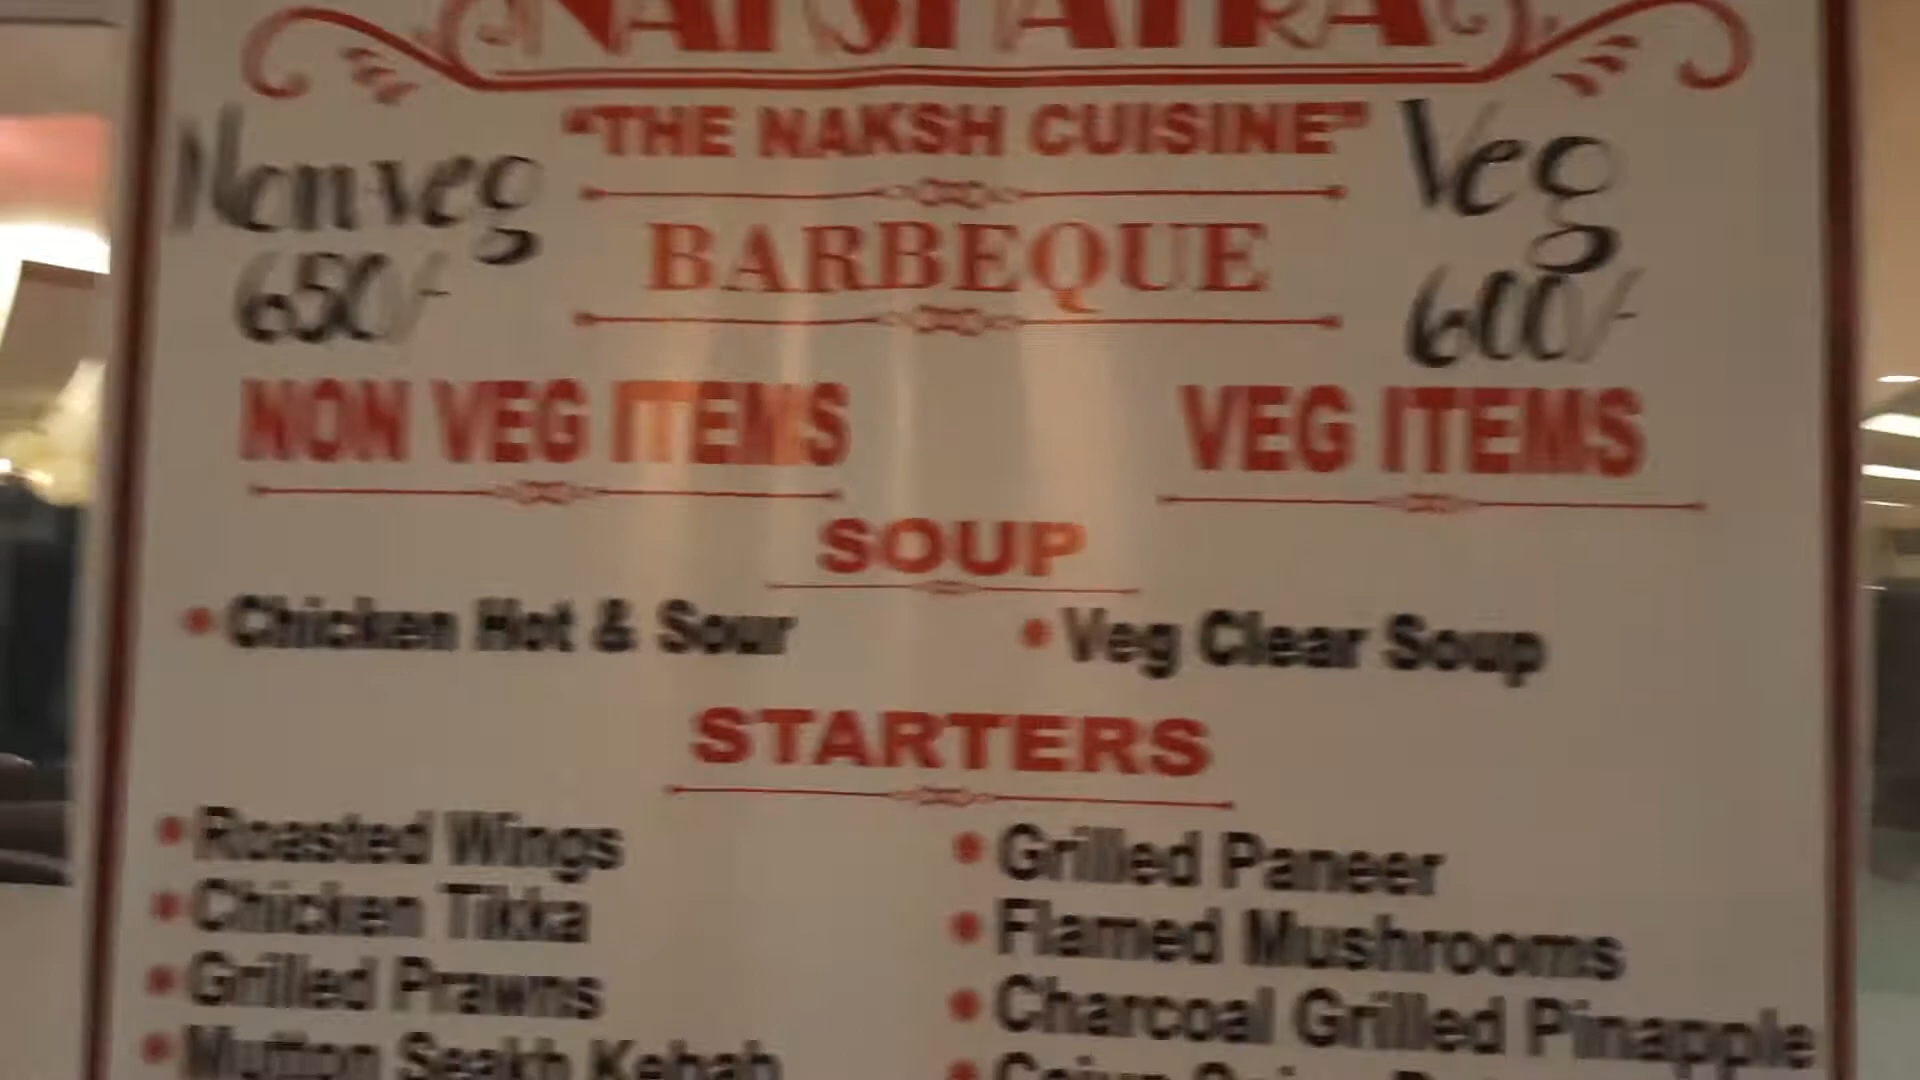 "THE NAKSH CUISINE"
Nonveg
650/-
Veg
600/-
BARBEQUE
NON VEG ITEMS
VEG ITEMS
SOUP
• Chicken Hot & Sour
• Veg Clear Soup
STARTERS
• Roasted Wings
• Grilled Paneer
• Chicken Tikka
• Flamed Mushrooms
• Grilled Prawns
• Charcoal Grilled Pinapple
• Mutton Seakh Kebab